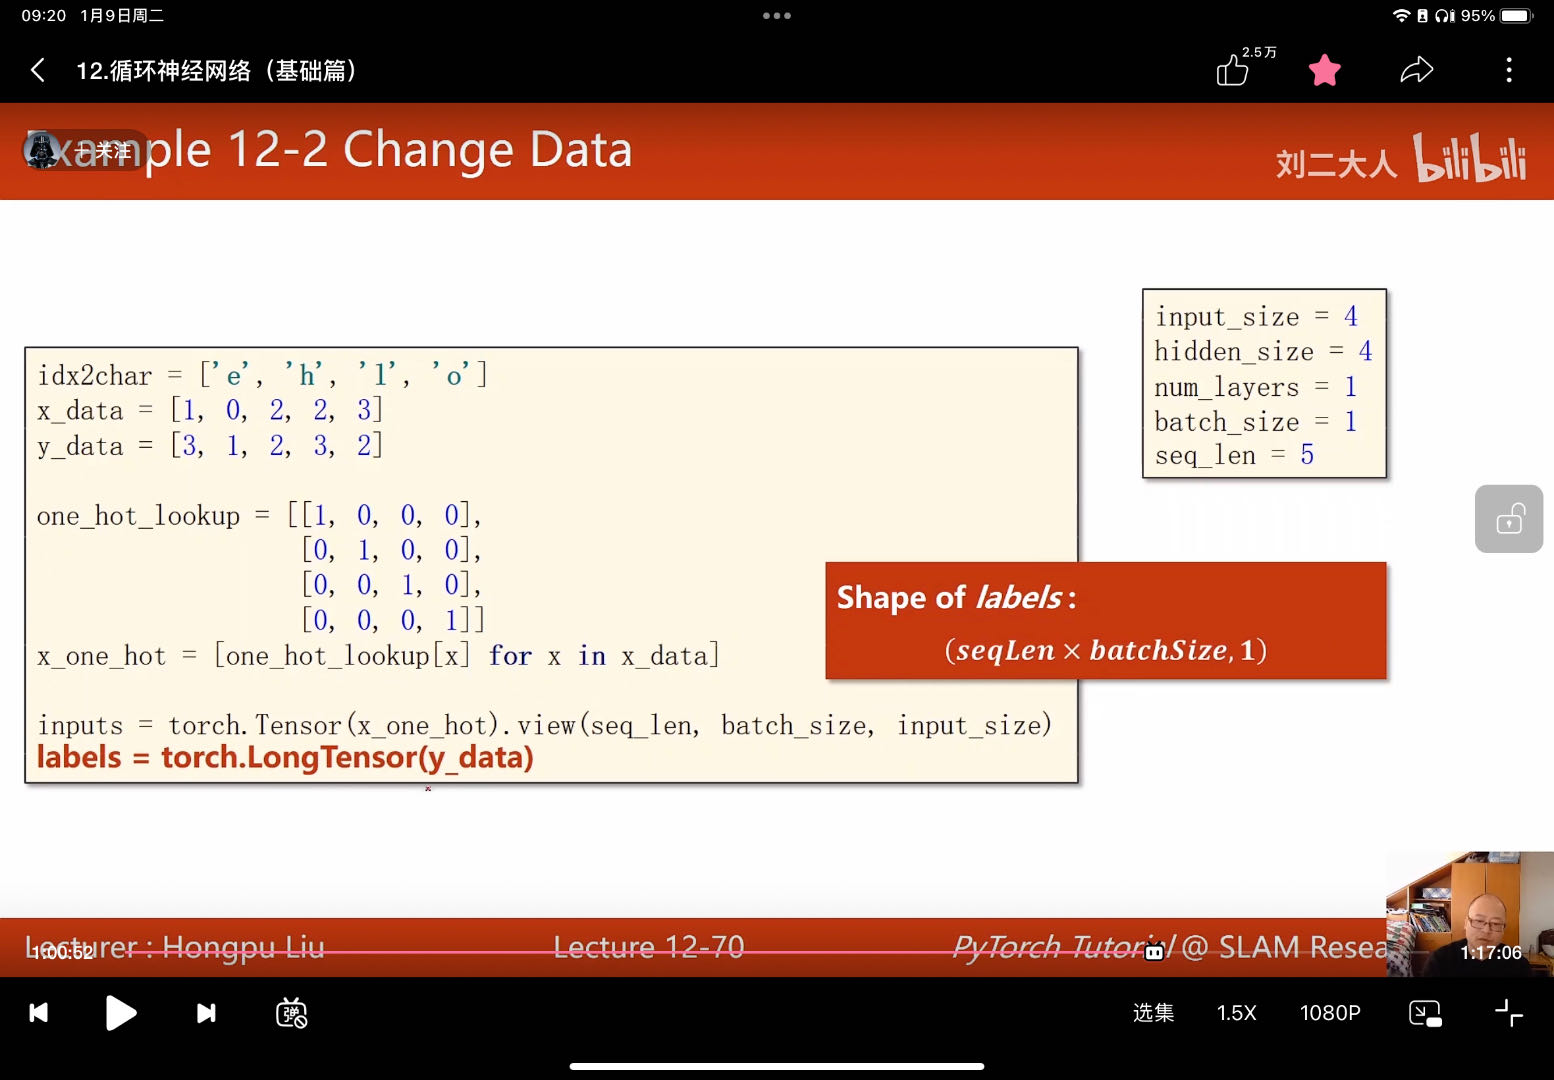 09:20 1月9日周二
95%
12.循环神经网络（基础篇）
2.5万
Example 12-2 Change Data
十关注
刘二大人 bilibili
input_size = 4
hidden_size = 4
num_layers = 1
batch_size = 1
seq_len = 5
idx2char = ['e', 'h', 'l', 'o']
x_data = [1, 0, 2, 2, 3]
y_data = [3, 1, 2, 3, 2]
one_hot_lookup = [[1, 0, 0, 0],
[0, 1, 0, 0],
[0, 0, 1, 0],
[0, 0, 0, 1]]
x_one_hot = [one_hot_lookup[x] for x in x_data]
inputs = torch.Tensor(x_one_hot).view(seq_len, batch_size, input_size)
labels = torch.LongTensor(y_data)
Shape of labels:
(seqLen × batchSize, 1)
Lecturer : Hongpu Liu
Lecture 12-70
PyTorch Tutorial @ SLAM Resea
1:00:52
1:17:06
弹
选集
1.5X
1080P